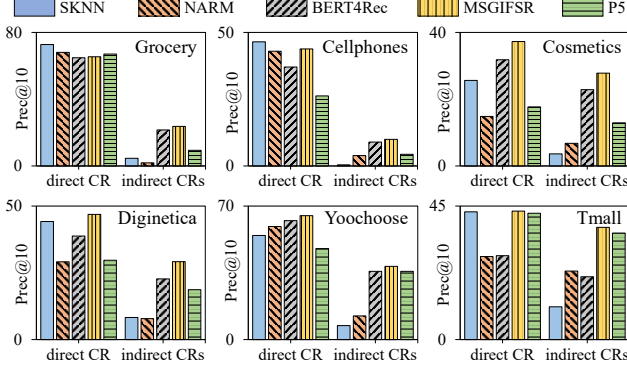 SKNN NARM BERT4Rec MSGIFSR P5
80 Grocery
Prec@10
0
direct CR indirect CRs
50 Cellphones
Prec@10
0
direct CR indirect CRs
40 Cosmetics
Prec@10
0
direct CR indirect CRs
50 Diginetica
Prec@10
0
direct CR indirect CRs
70 Yoochoose
Prec@10
0
direct CR indirect CRs
45 Tmall
Prec@10
0
direct CR indirect CRs